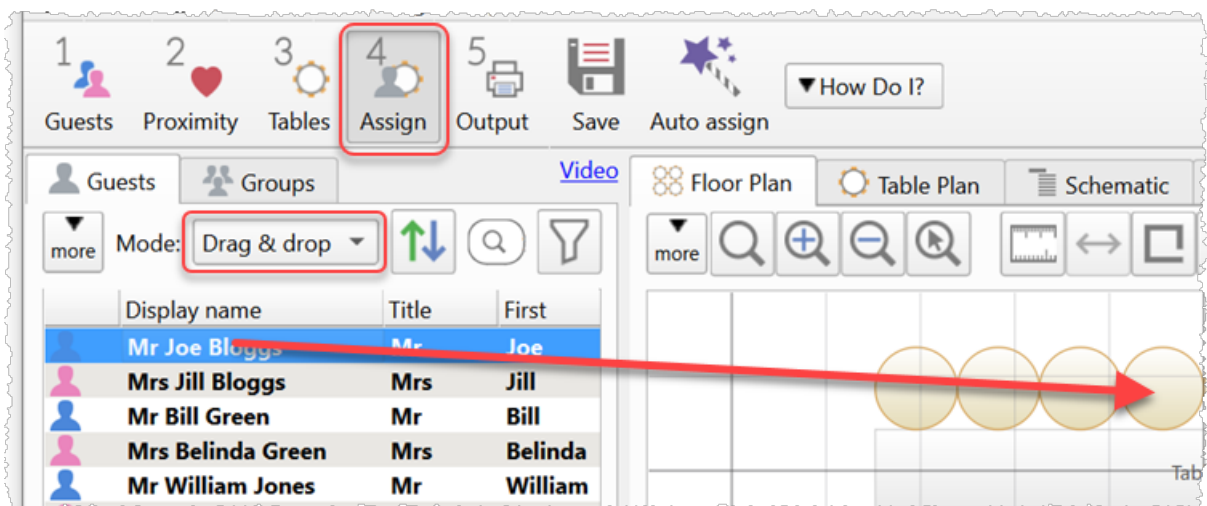 1 2 3 4 5
Guests Proximity Tables Assign Output Save Auto assign
How Do I?
Guests Groups Video
Floor Plan Table Plan Schematic
more Mode: Drag & drop
more
Display name Title First
Mr Joe Bloggs Mr Joe
Mrs Jill Bloggs Mrs Jill
Mr Bill Green Mr Bill
Mrs Belinda Green Mrs Belinda
Mr William Jones Mr William
Tab